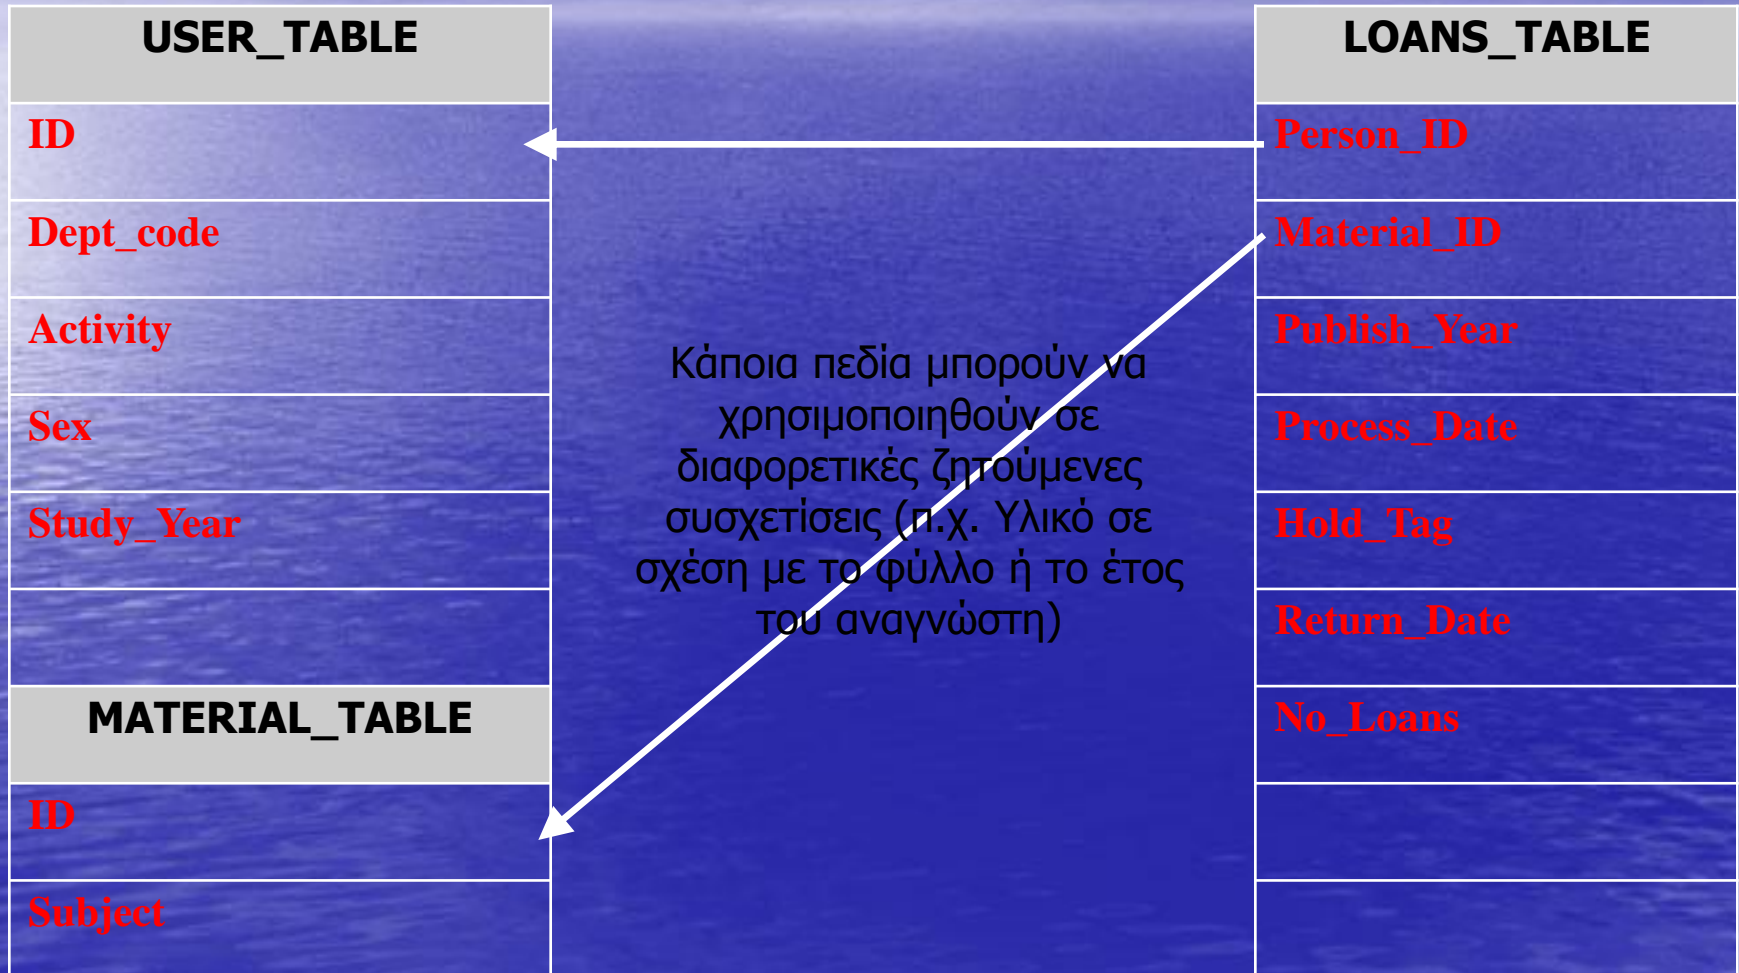 USER_TABLE
ID
Dept_code
Activity
Sex
Study_Year
MATERIAL_TABLE
ID
Subject
Κάποια πεδία μπορούν να
χρησιμοποιηθούν σε
διαφορετικές ζητούμενες
συσχετίσεις (π.χ. Υλικό σε
σχέση με το φύλλο ή το έτος
του αναγνώστη)
LOANS_TABLE
Person_ID
Material_ID
Publish_Year
Process_Date
Hold_Tag
Return_Date
No_Loans